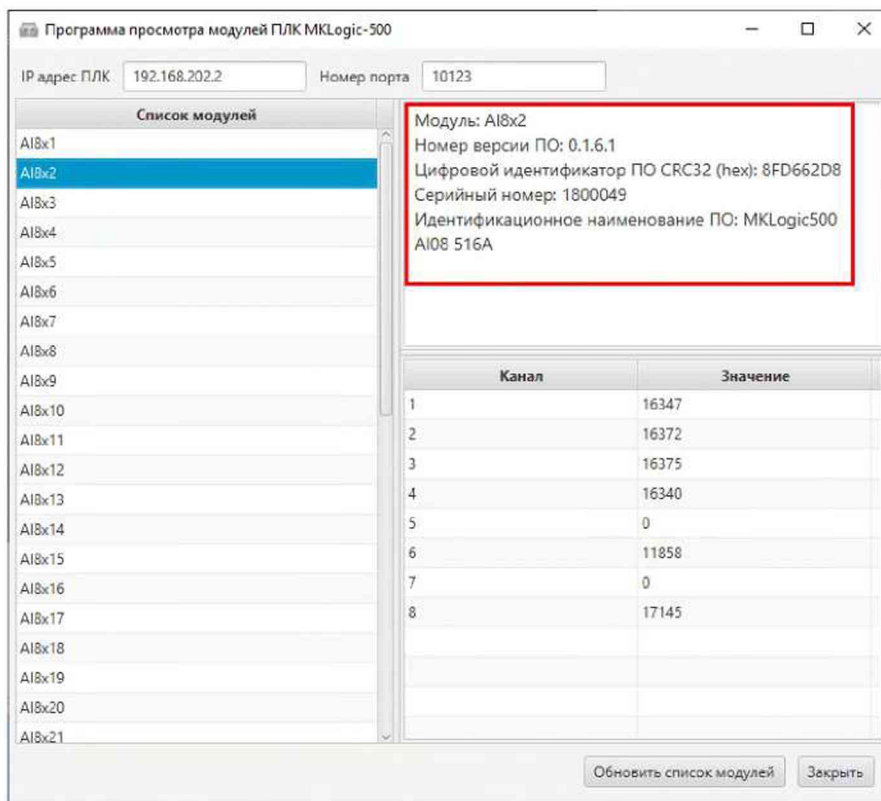 Программа просмотра модулей ПЛК MKLogic-500
IP адрес ПЛК 192.168.202.2 Номер порта 10123
Список модулей
AI8x1
AI8x2
AI8x3
AI8x4
AI8x5
AI8x6
AI8x7
AI8x8
AI8x9
AI8x10
AI8x11
AI8x12
AI8x13
AI8x14
AI8x15
AI8x16
AI8x17
AI8x18
AI8x19
AI8x20
AI8x21
Модуль: AI8x2
Номер версии ПО: 0.1.6.1
Цифровой идентификатор ПО CRC32 (hex): 8FD662D8
Серийный номер: 1800049
Идентификационное наименование ПО: MKLogic500
AI08 516A
Канал Значение
1 16347
2 16372
3 16375
4 16340
5 0
6 11858
7 0
8 17145
Обновить список модулей Закрыть